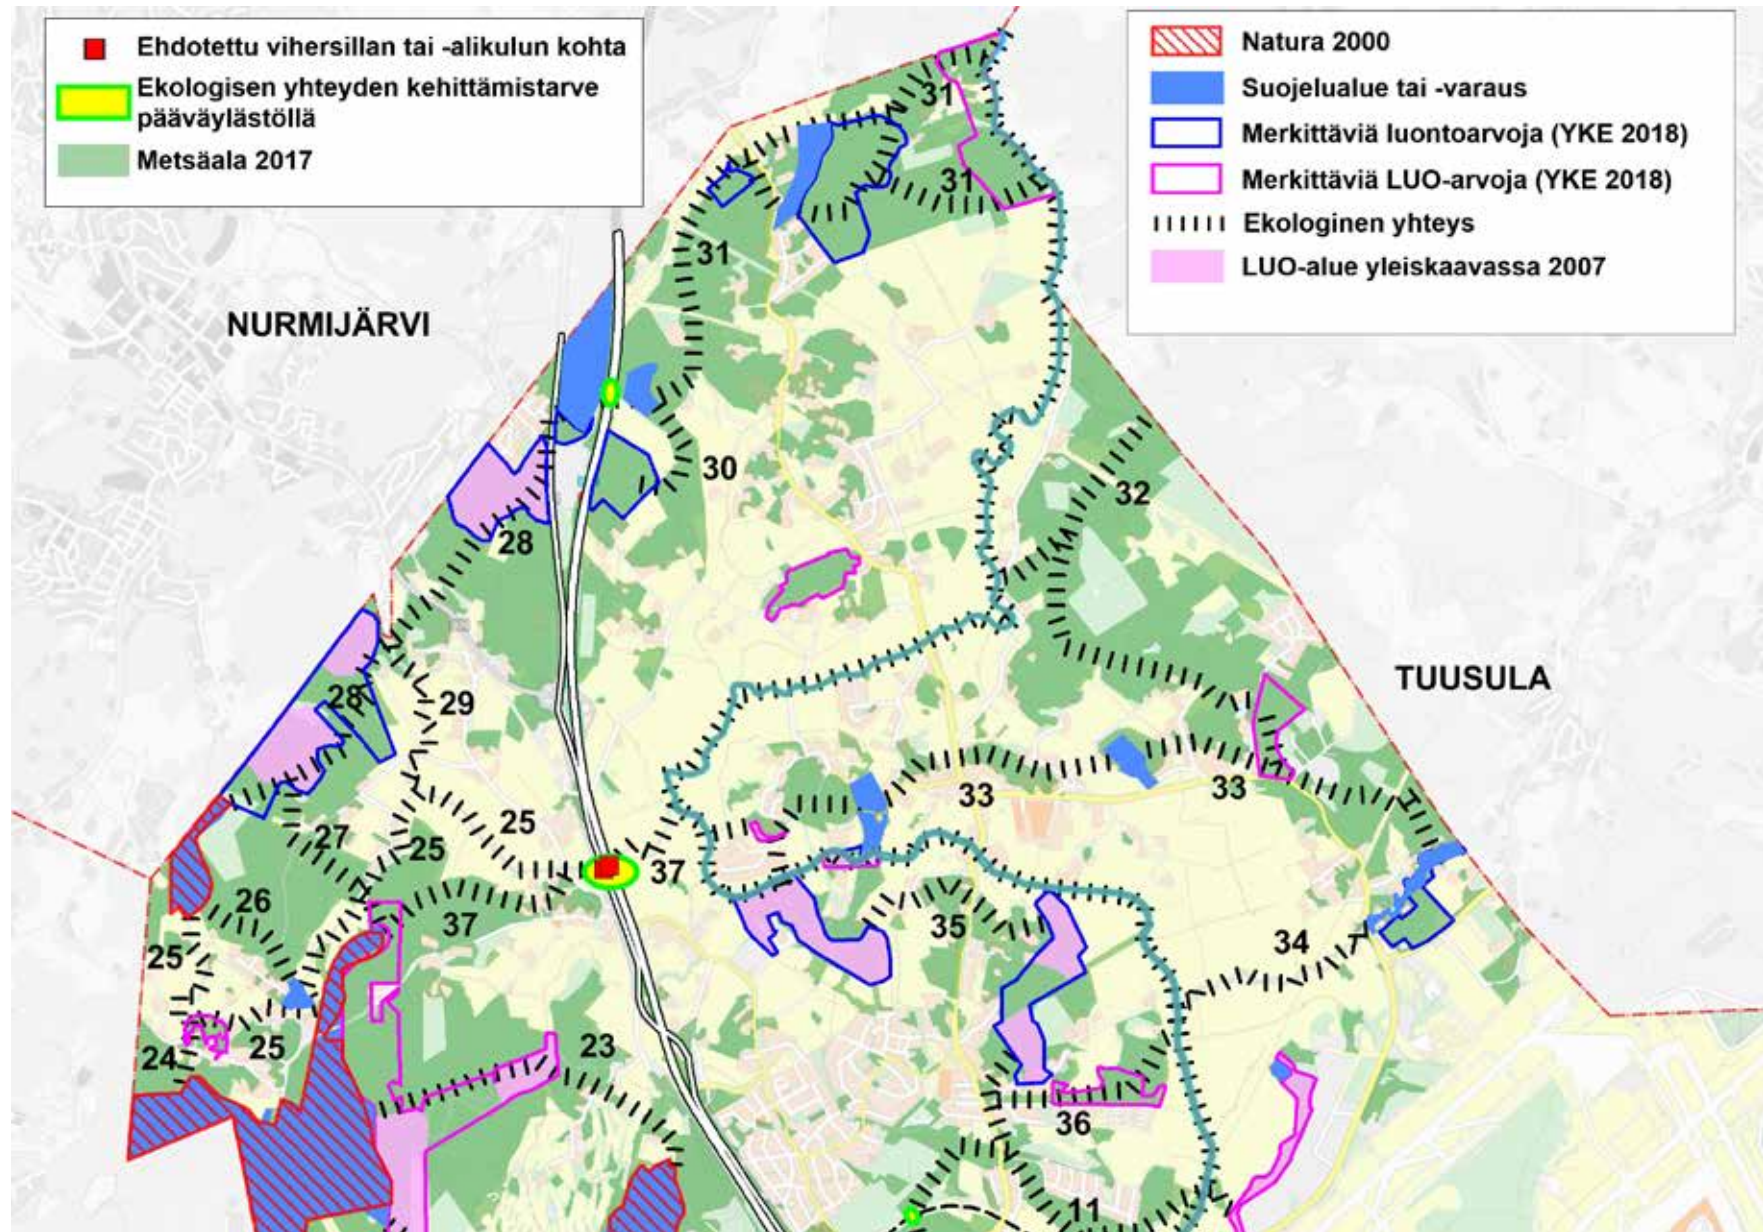 Ehdotettu vihersillan tai -alikulun kohta
Ekologisen yhteyden kehittämistarve
pääväylästöllä
Metsäala 2017
Natura 2000
Suojelualue tai -varaus
Merkittäviä luontoarvoja (YKE 2018)
Merkittäviä LUO-arvoja (YKE 2018)
Ekologinen yhteys
LUO-alue yleiskaavassa 2007
31
31
31
NURMIJÄRVI
30
32
28
TUUSULA
28
29
33
33
25
27
25
37
26
37
35
34
25
25
24
23
36
11